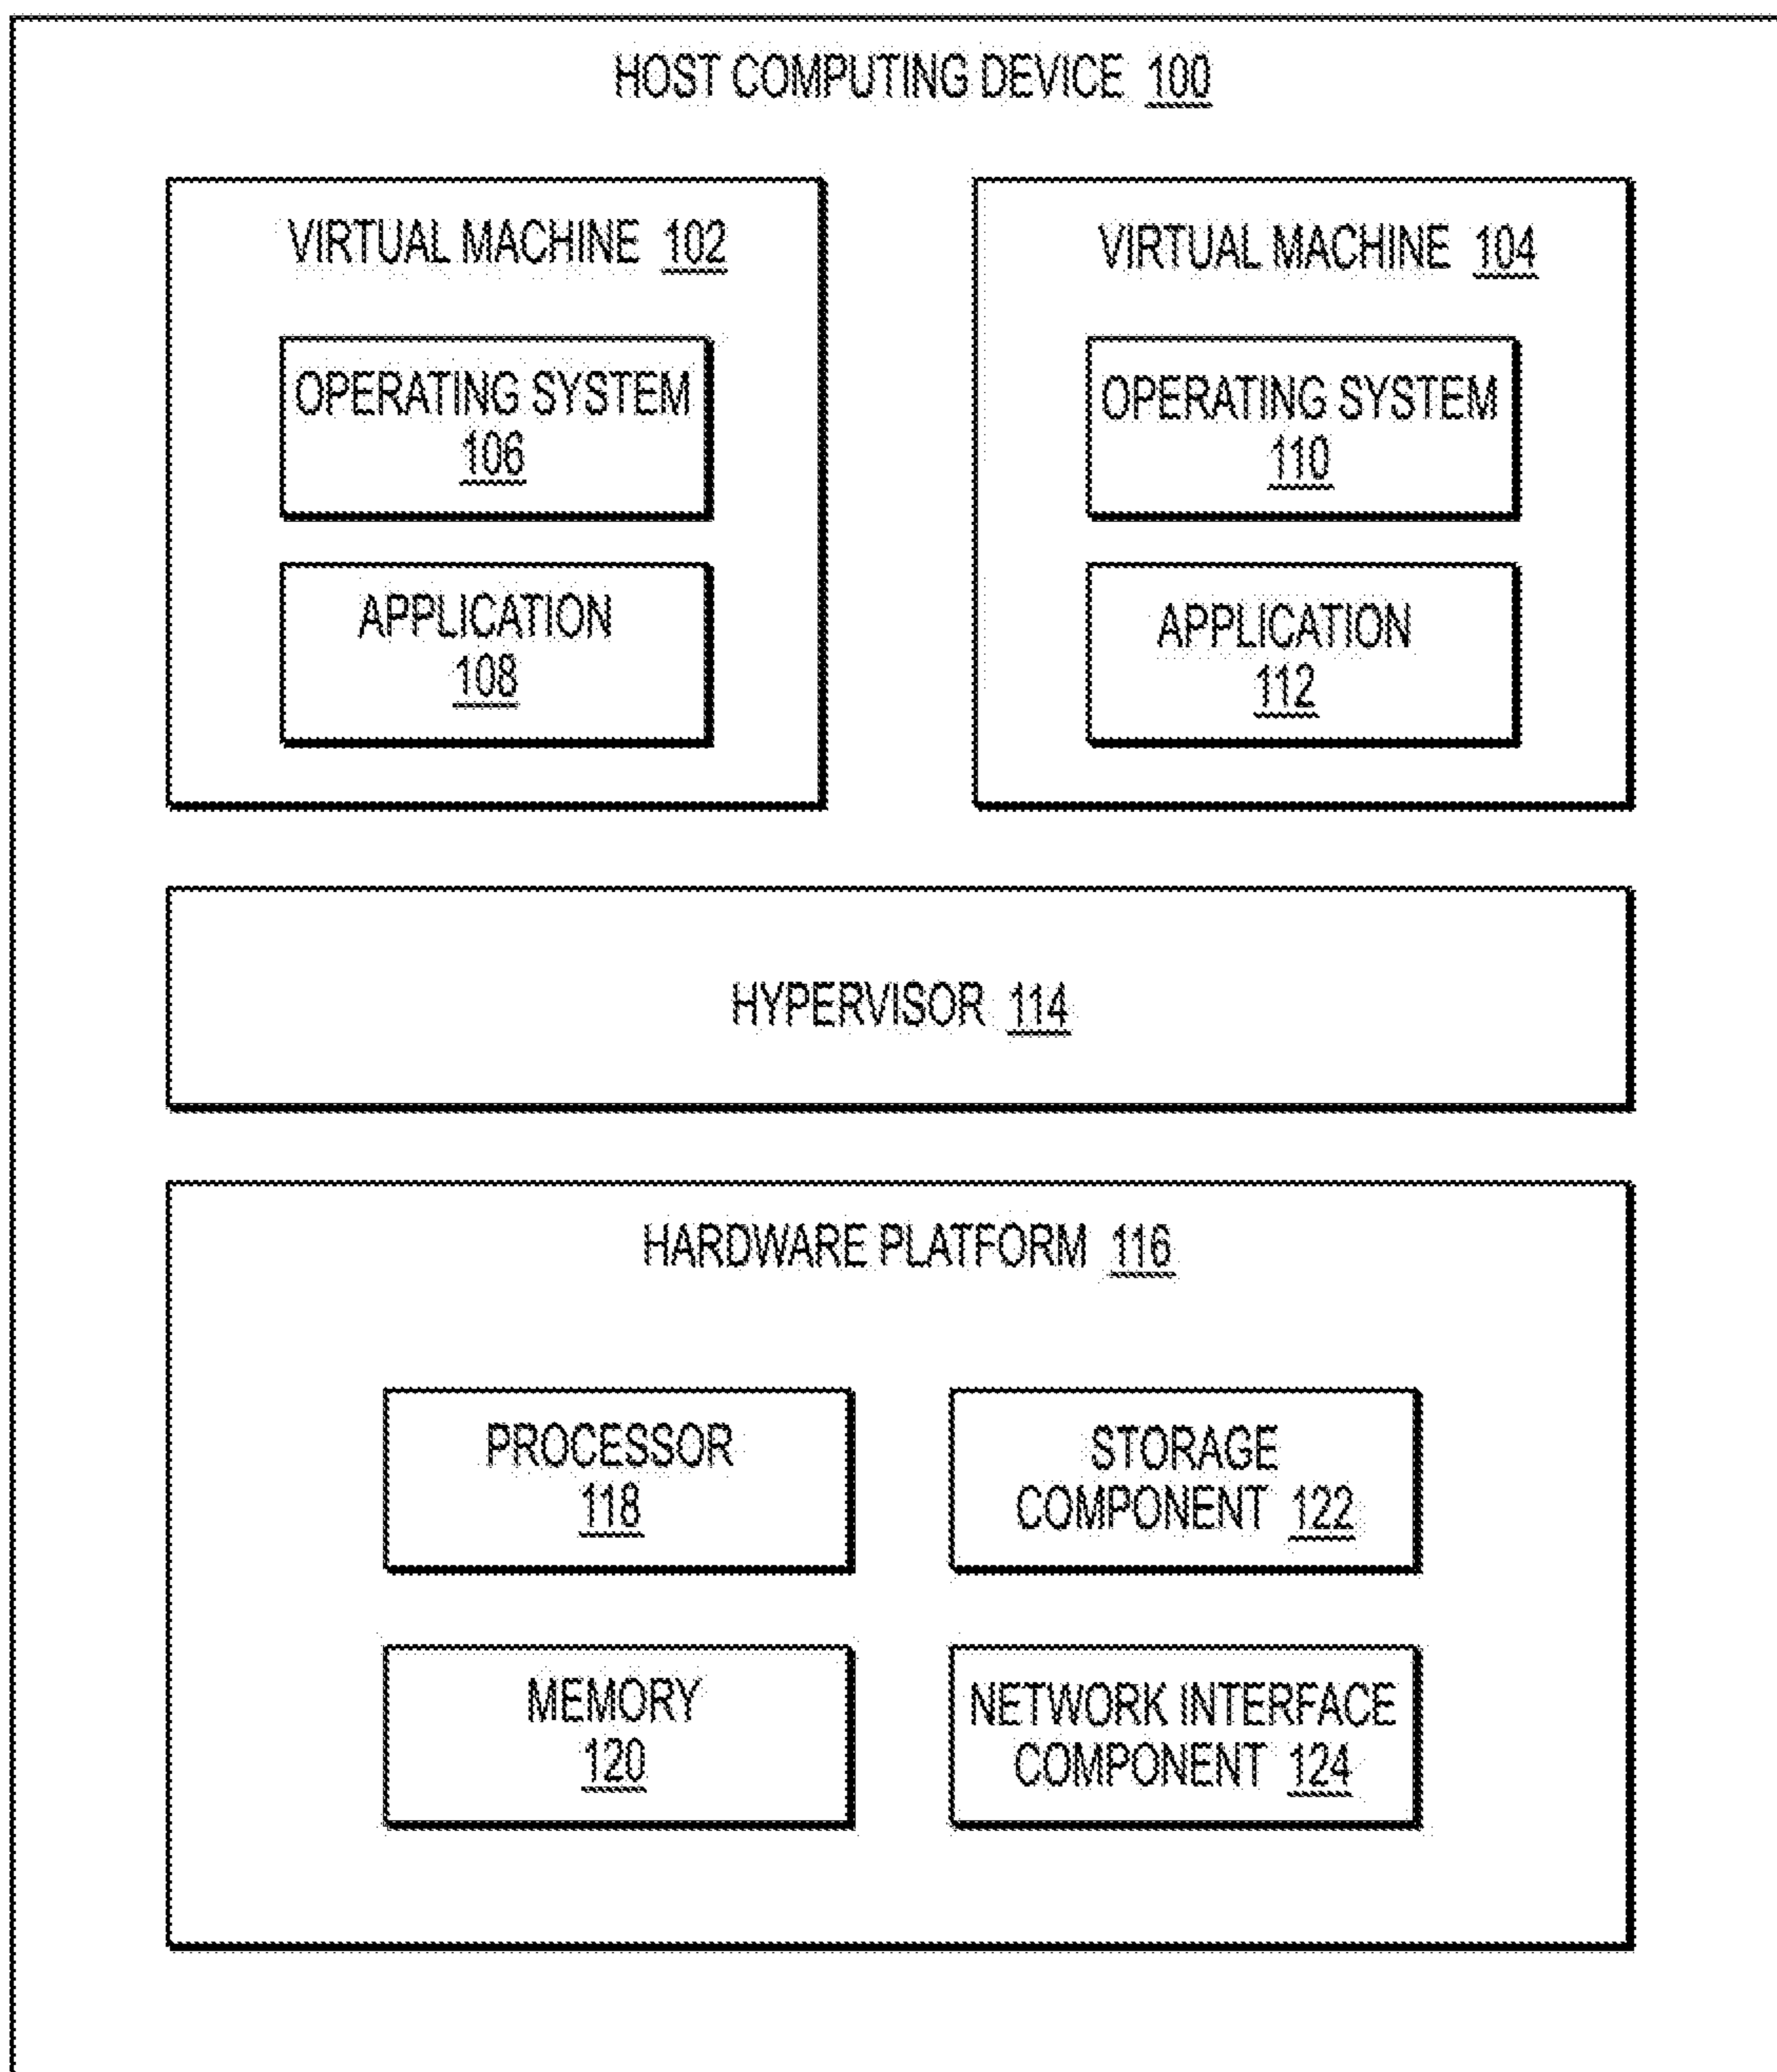 HOST COMPUTING DEVICE 100
VIRTUAL MACHINE 102
OPERATING SYSTEM
106
APPLICATION
108
VIRTUAL MACHINE 104
OPERATING SYSTEM
110
APPLICATION
112
HYPERVISOR 114
HARDWARE PLATFORM 116
PROCESSOR
118
STORAGE
COMPONENT 122
MEMORY
120
NETWORK INTERFACE
COMPONENT 124